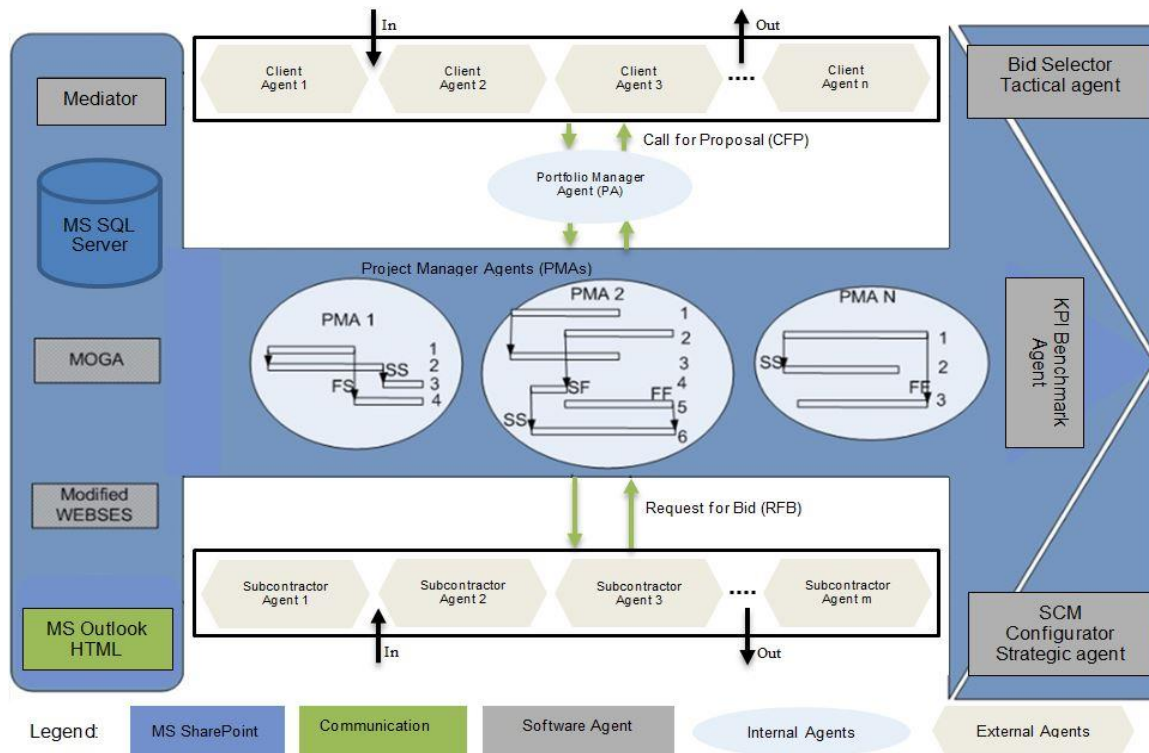 In
Out
Client
Agent 1
Client
Agent 2
Client
Agent 3
....
Client
Agent n
Mediator
Bid Selector
Tactical agent
Call for Proposal (CFP)
Portfolio Manager
Agent (PA)
MS SQL
Server
Project Manager Agents (PMAs)
PMA 1
1
2
SS
3
FS
4
PMA 2
1
2
3
4
SF
FF
5
SS
6
PMA N
1
SS
2
FF
3
KPI Benchmark
Agent
MOGA
Modified
WEBSES
Request for Bid (RFB)
Subcontractor
Agent 1
Subcontractor
Agent 2
Subcontractor
Agent 3
....
Subcontractor
Agent m
MS Outlook
HTML
SCM
Configurator
Strategic agent
In
Out
Legend:
MS SharePoint
Communication
Software Agent
Internal Agents
External Agents